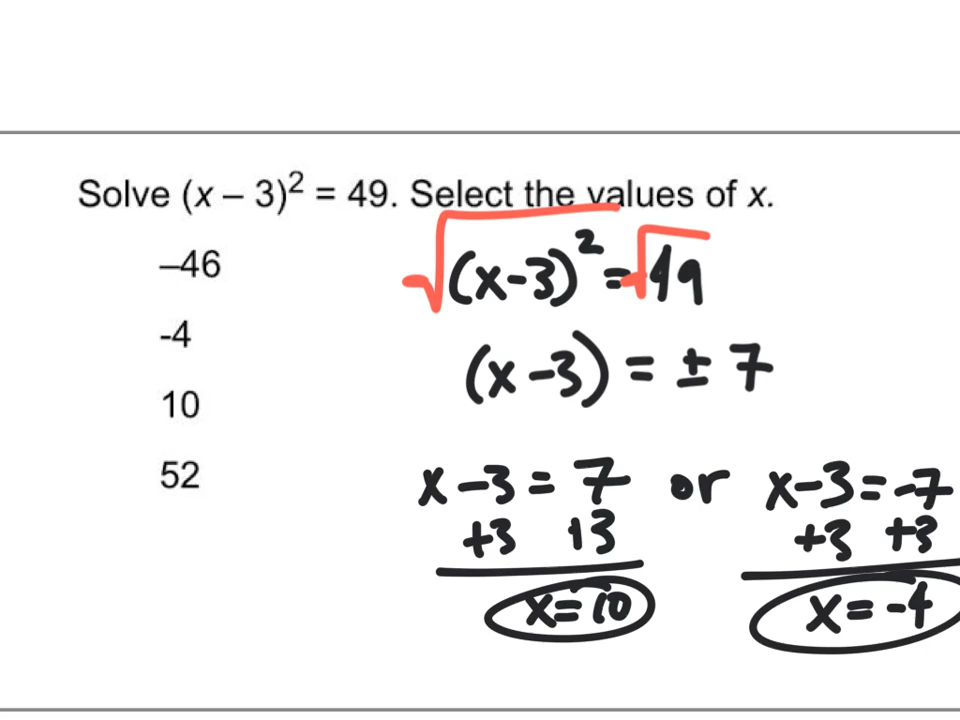 Solve (x – 3)² = 49. Select the values of x.
–46
-4
10
52
√(x-3)² = √49
(x-3) = ± 7
x-3 = 7 or x-3 = -7
+3 +3 +3 +3
x = 10 x = -4